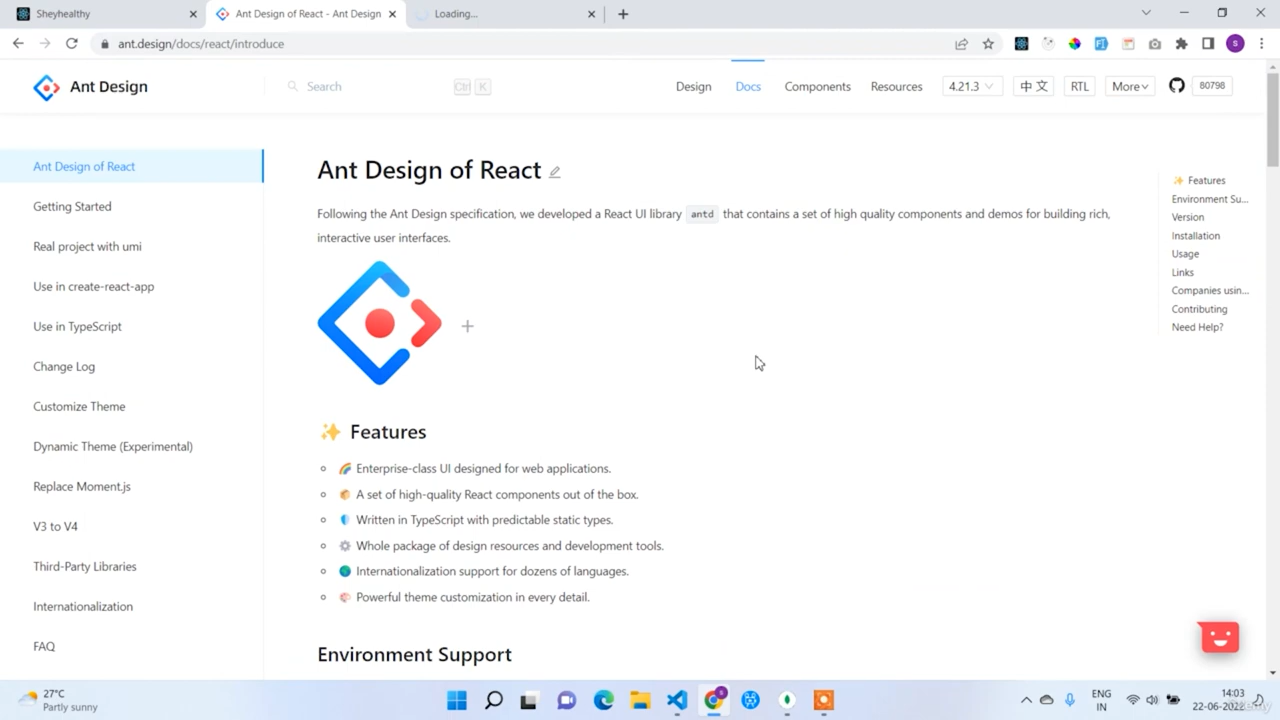 Sheyhealthy
Ant Design of React - Ant Design
Loading...
ant.design/docs/react/introduce
S
Ant Design
Search
Ctrl K
Design
Docs
Components
Resources
4.21.3
中 文
RTL
More
80798
Ant Design of React
Getting Started
Real project with umi
Use in create-react-app
Use in TypeScript
Change Log
Customize Theme
Dynamic Theme (Experimental)
Replace Moment.js
V3 to V4
Third-Party Libraries
Internationalization
FAQ
Ant Design of React
Following the Ant Design specification, we developed a React UI library antd that contains a set of high quality components and demos for building rich,
interactive user interfaces.
+
✨ Features
🌈 Enterprise-class UI designed for web applications.
📦 A set of high-quality React components out of the box.
🛡 Written in TypeScript with predictable static types.
⚙️ Whole package of design resources and development tools.
🌍 Internationalization support for dozens of languages.
🎨 Powerful theme customization in every detail.
Environment Support
✨ Features
Environment Su...
Version
Installation
Usage
Links
Companies usin...
Contributing
Need Help?
27°C
Partly sunny
ENG
IN
14:03
22-06-2022